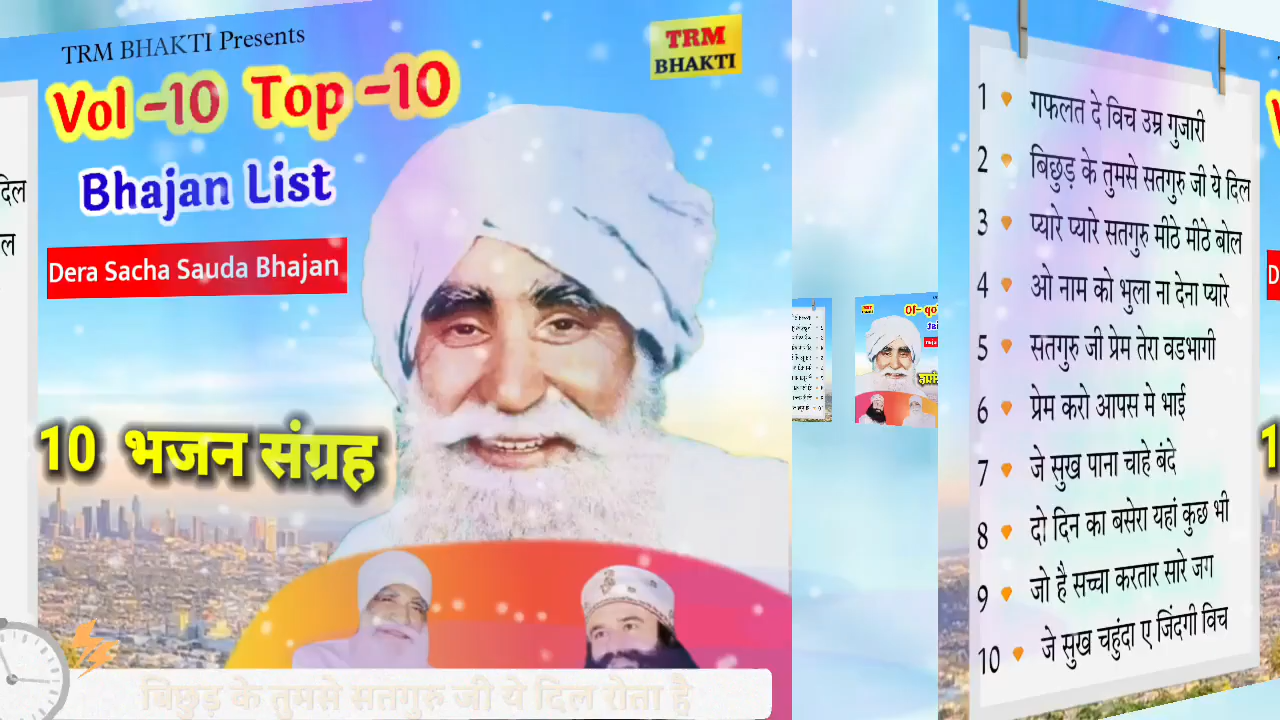 TRM BHAKTI Presents
TRM
BHAKTI
Vol -10 Top -10
Bhajan List
Dera Sacha Sauda Bhajan
10 भजन संग्रह
बिछुड़ के तुमसे सतगुरु जी ये दिल रोता है
दिल
1 गफलत दे विच उम्र गुजारी
2 बिछुड़ के तुमसे सतगुरु जी ये दिल
3 प्यारे प्यारे सतगुरु मीठे मीठे बोल
4 ओ नाम को भुला ना देना प्यारे
5 सतगुरु जी प्रेम तेरा वडभागी
6 प्रेम करो आपस मे भाई
7 जे सुख पाना चाहे बंदे
8 दो दिन का बसेरा यहां कुछ भी
9 जो है सच्चा करतार सारे जग
10 जे सुख चहुंदा ए जिंदगी विच